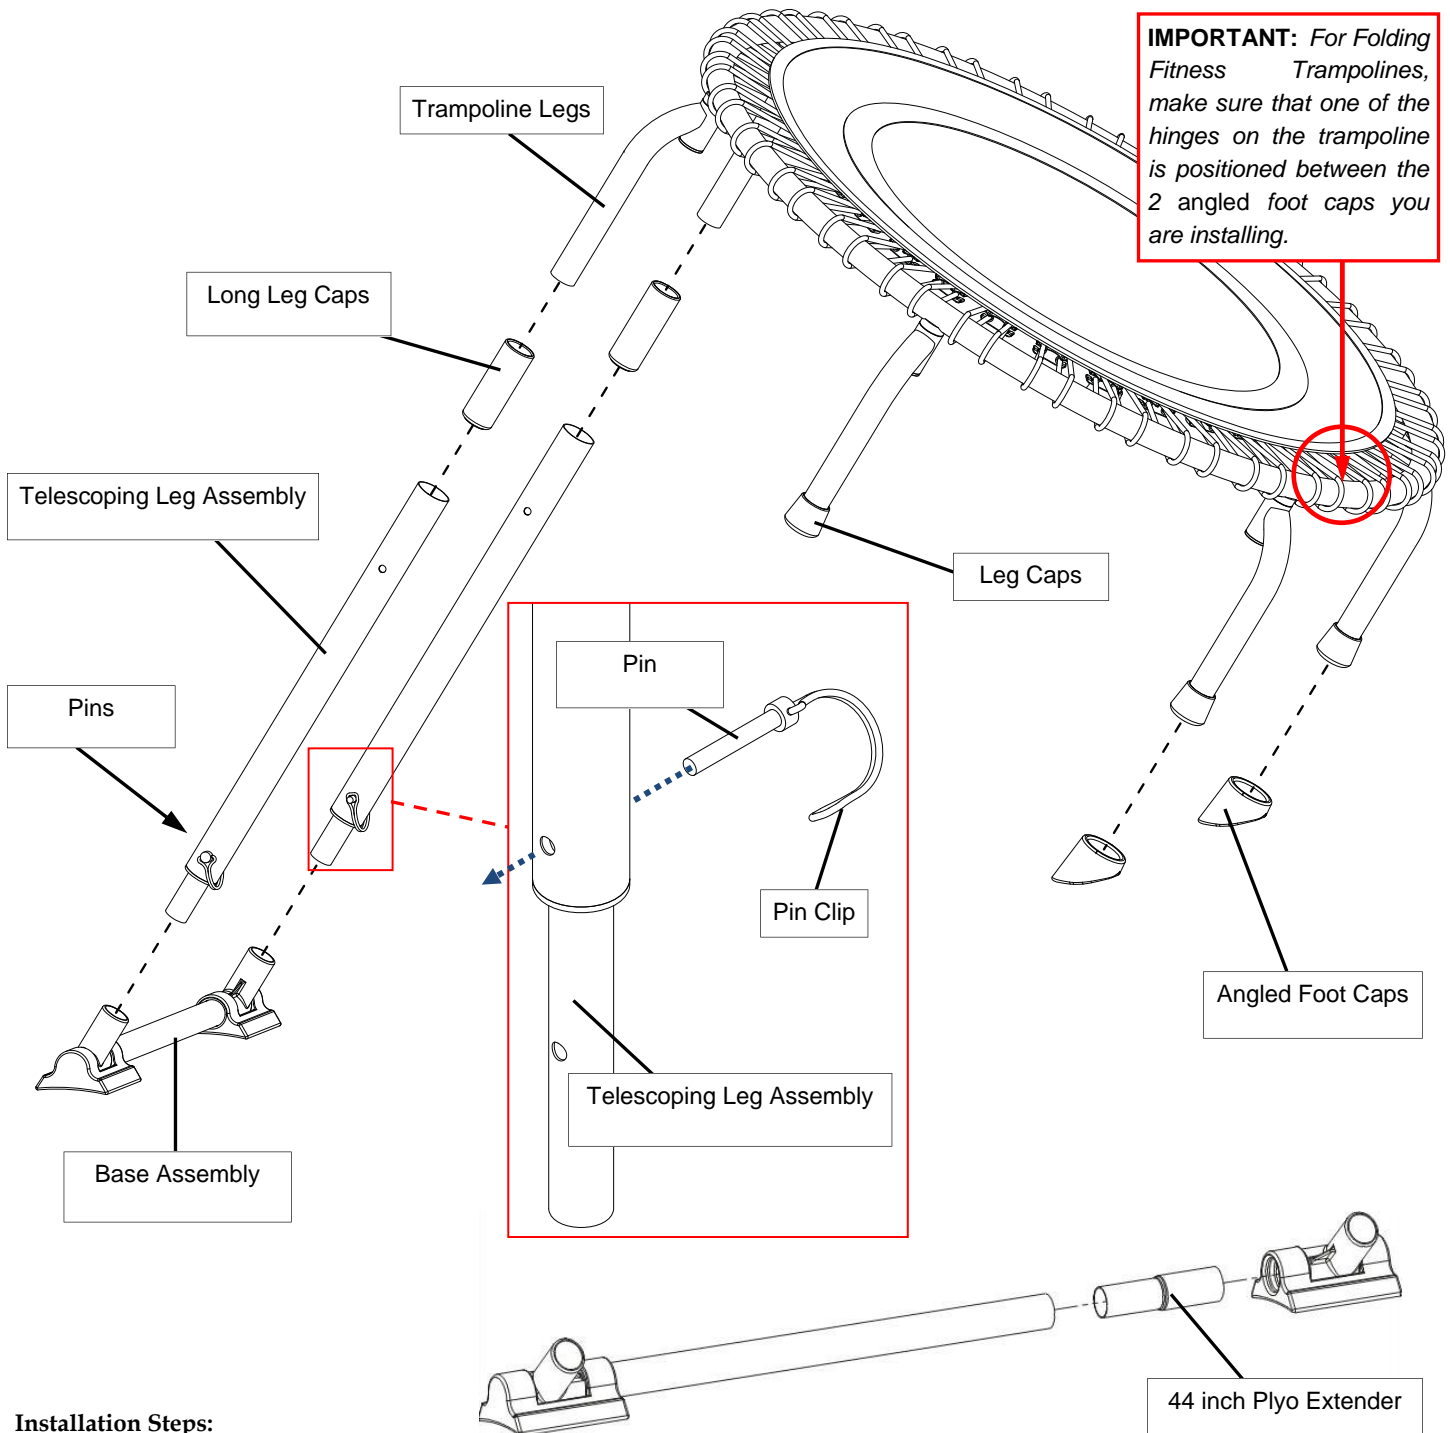 IMPORTANT: For Folding
Fitness Trampolines,
make sure that one of the
hinges on the trampoline
is positioned between the
2 angled foot caps you
are installing.
Trampoline Legs
Long Leg Caps
Telescoping Leg Assembly
Leg Caps
Pin
Pins
Pin Clip
Angled Foot Caps
Telescoping Leg Assembly
Base Assembly
44 inch Plyo Extender
Installation Steps: